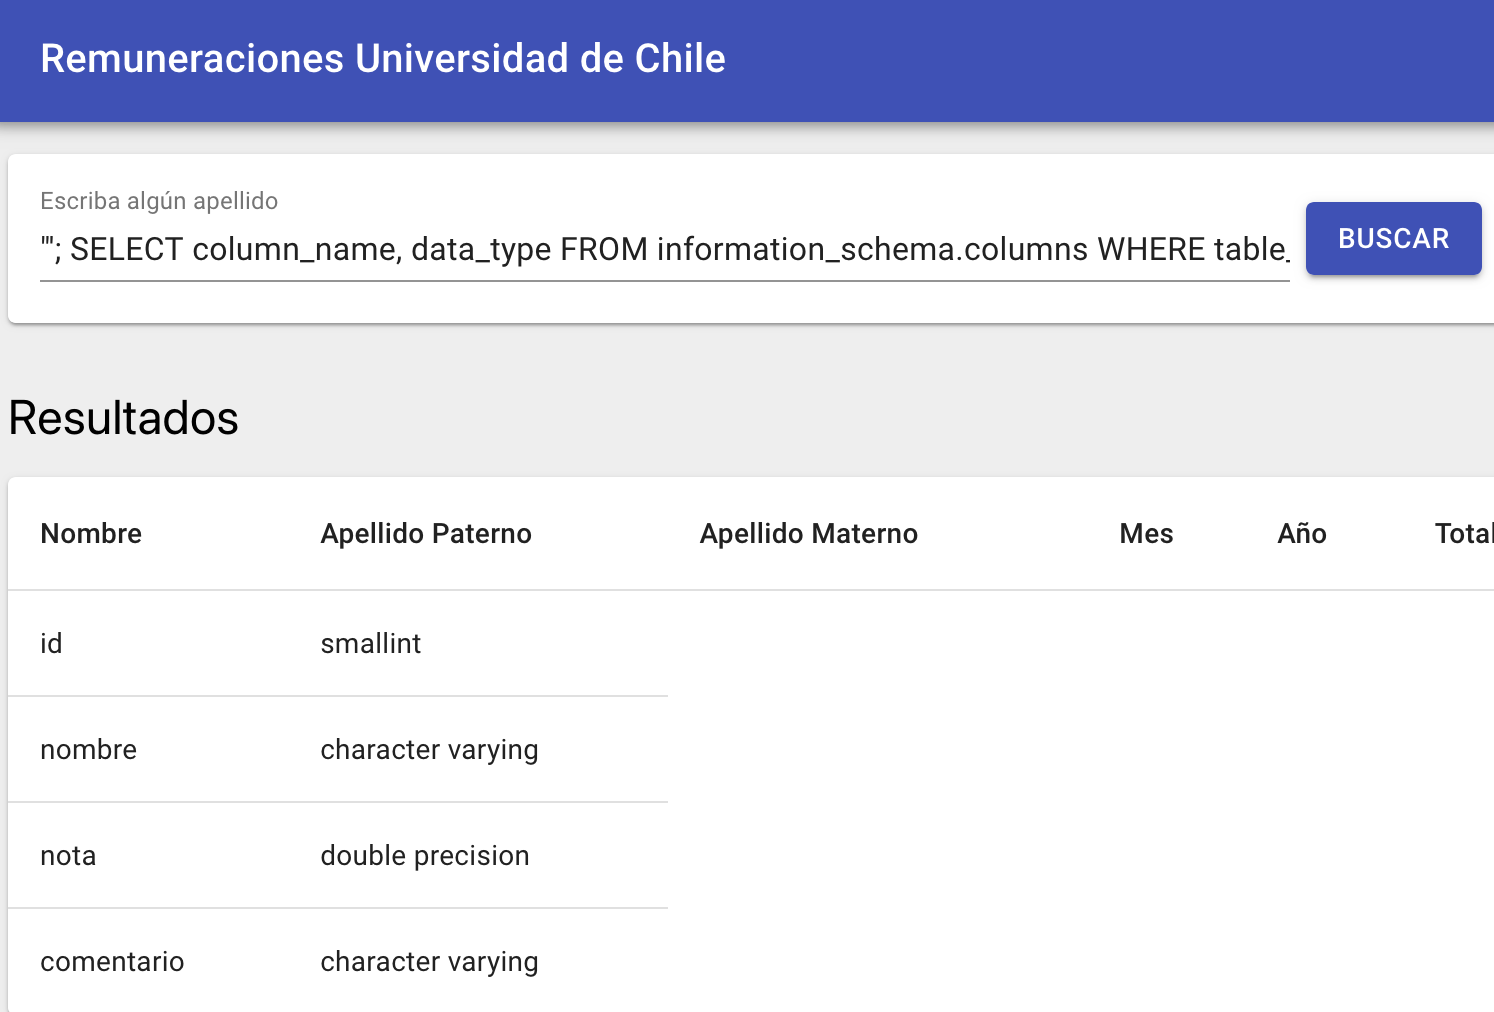 Remuneraciones Universidad de Chile
Escriba algún apellido
"'; SELECT column_name, data_type FROM information_schema.columns WHERE table_
BUSCAR
Resultados
Nombre Apellido Paterno Apellido Materno Mes Año Total
id smallint
nombre character varying
nota double precision
comentario character varying